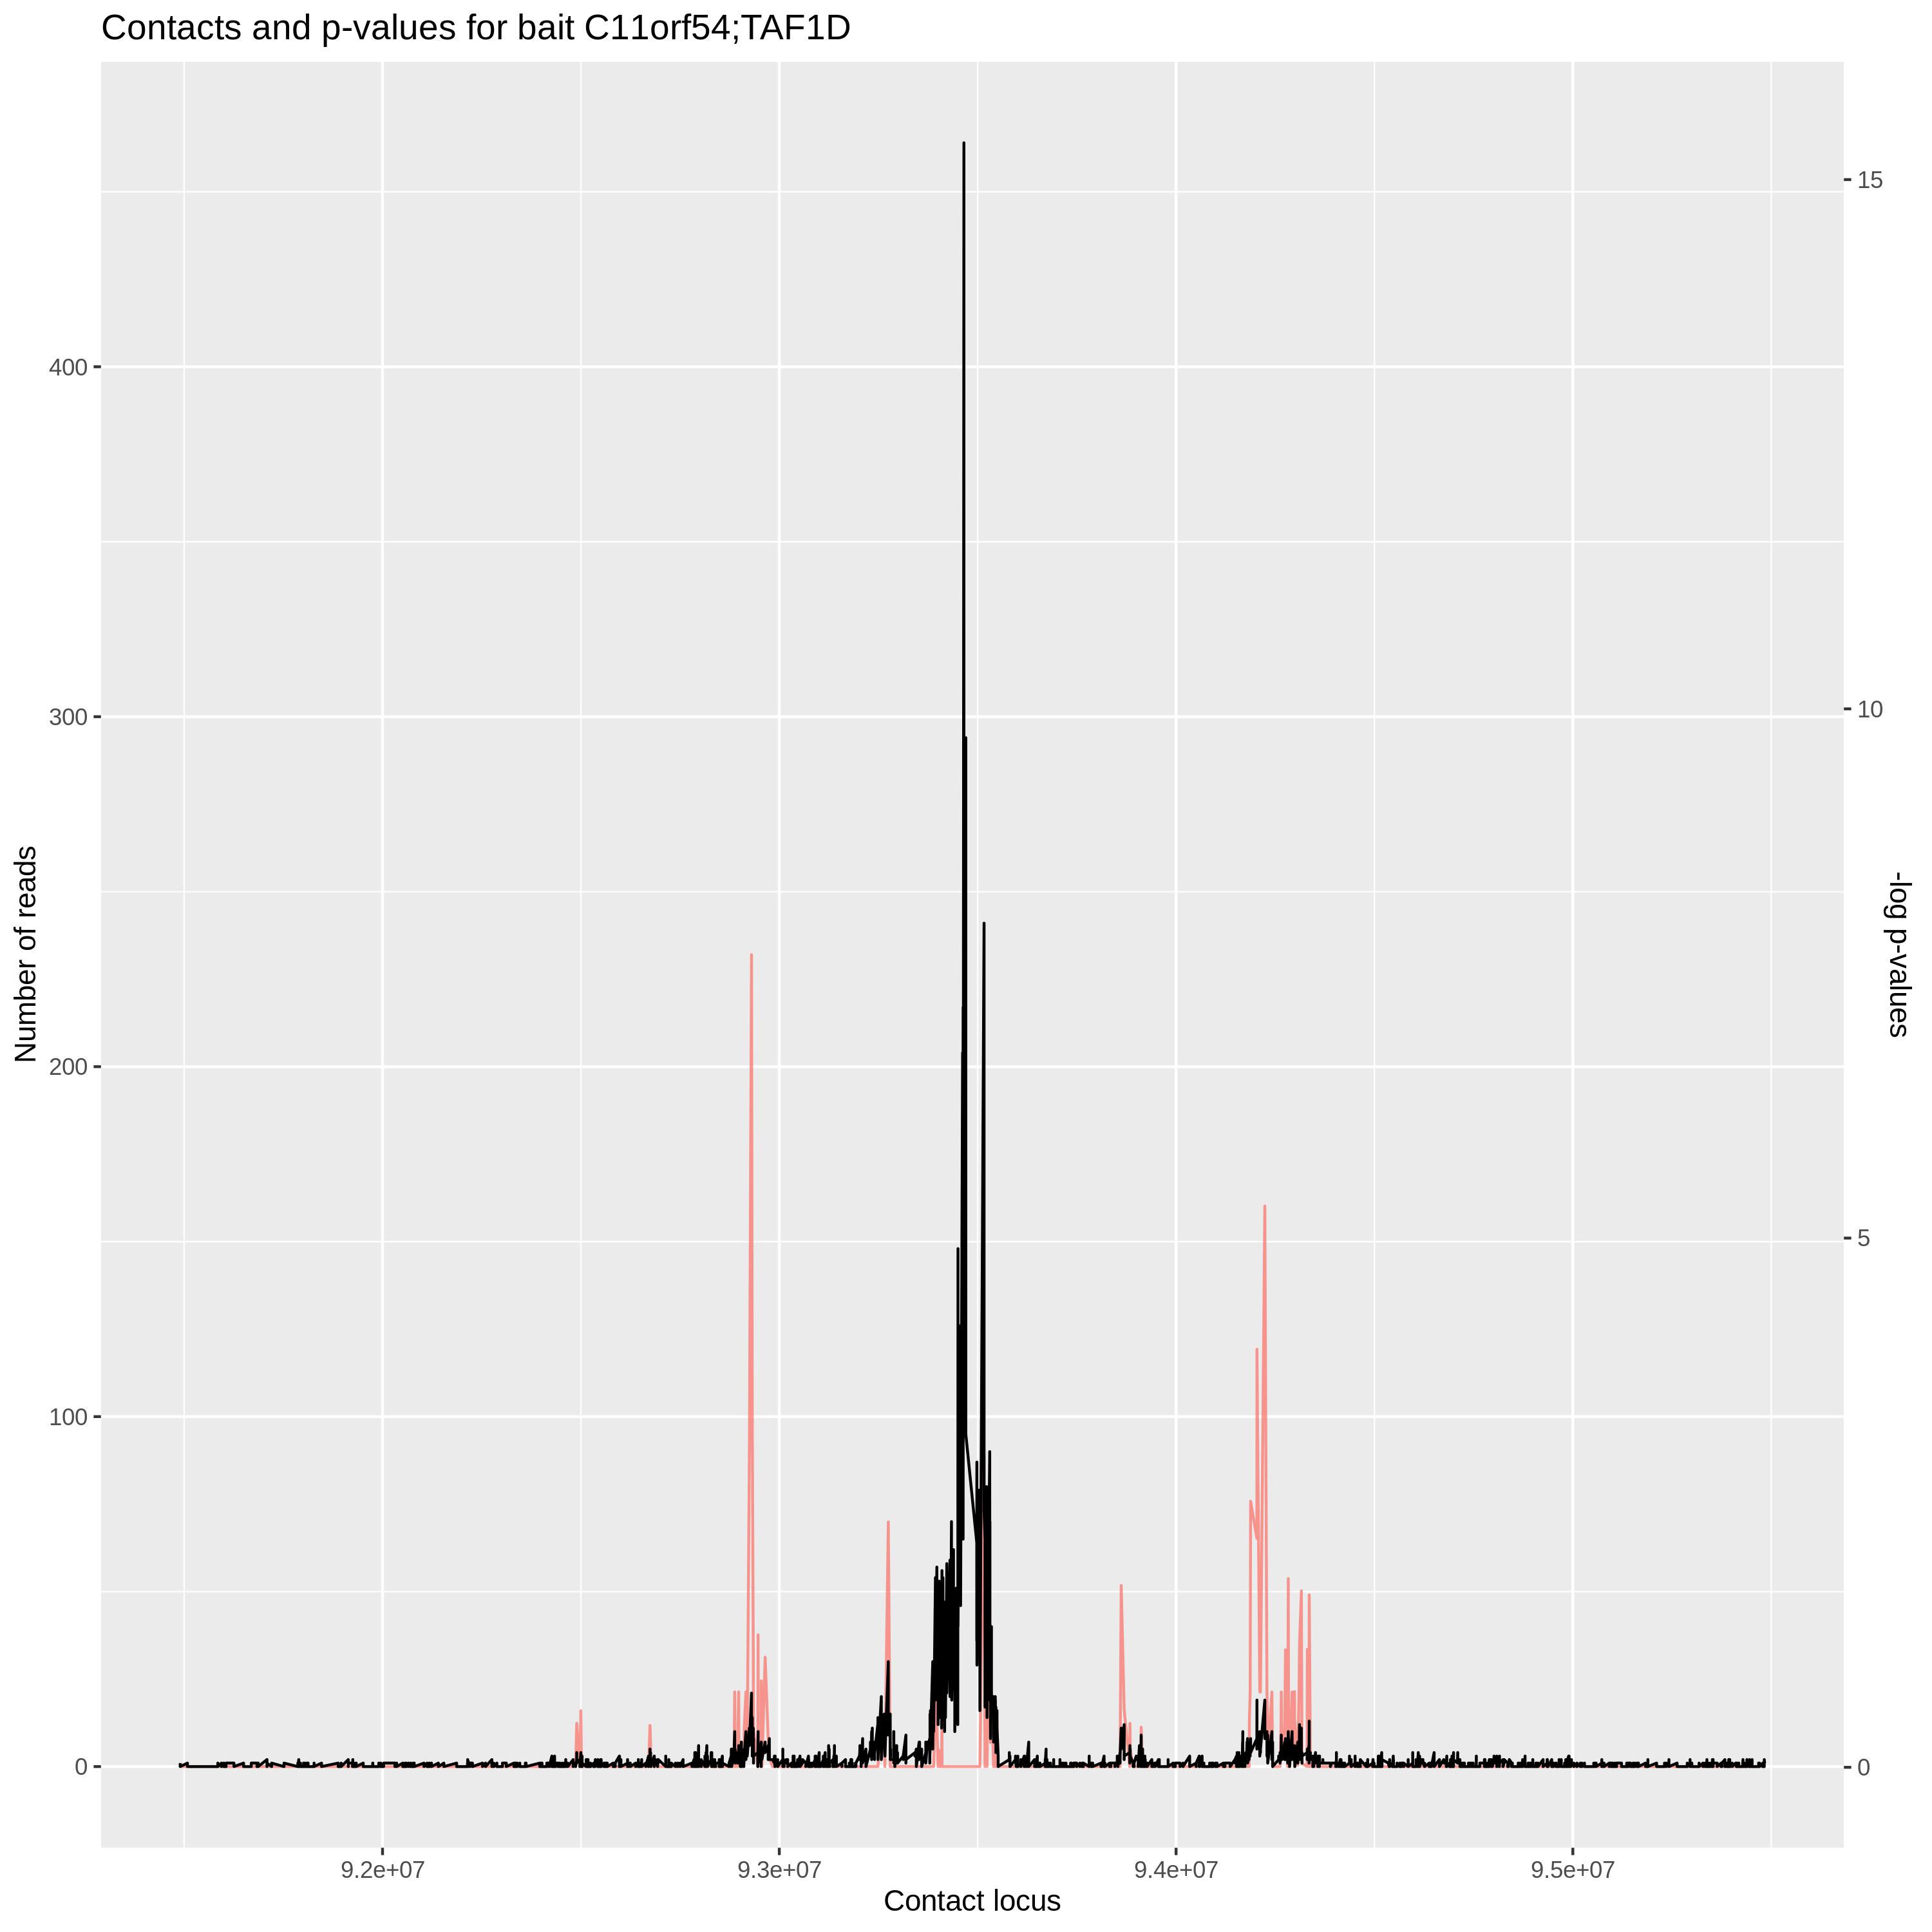 Contacts and p-values for bait C11orf54;TAF1D
Number of reads
400
300
200
100
0
15
10
5
0
-log p-values
9.2e+07
9.3e+07
9.4e+07
9.5e+07
Contact locus